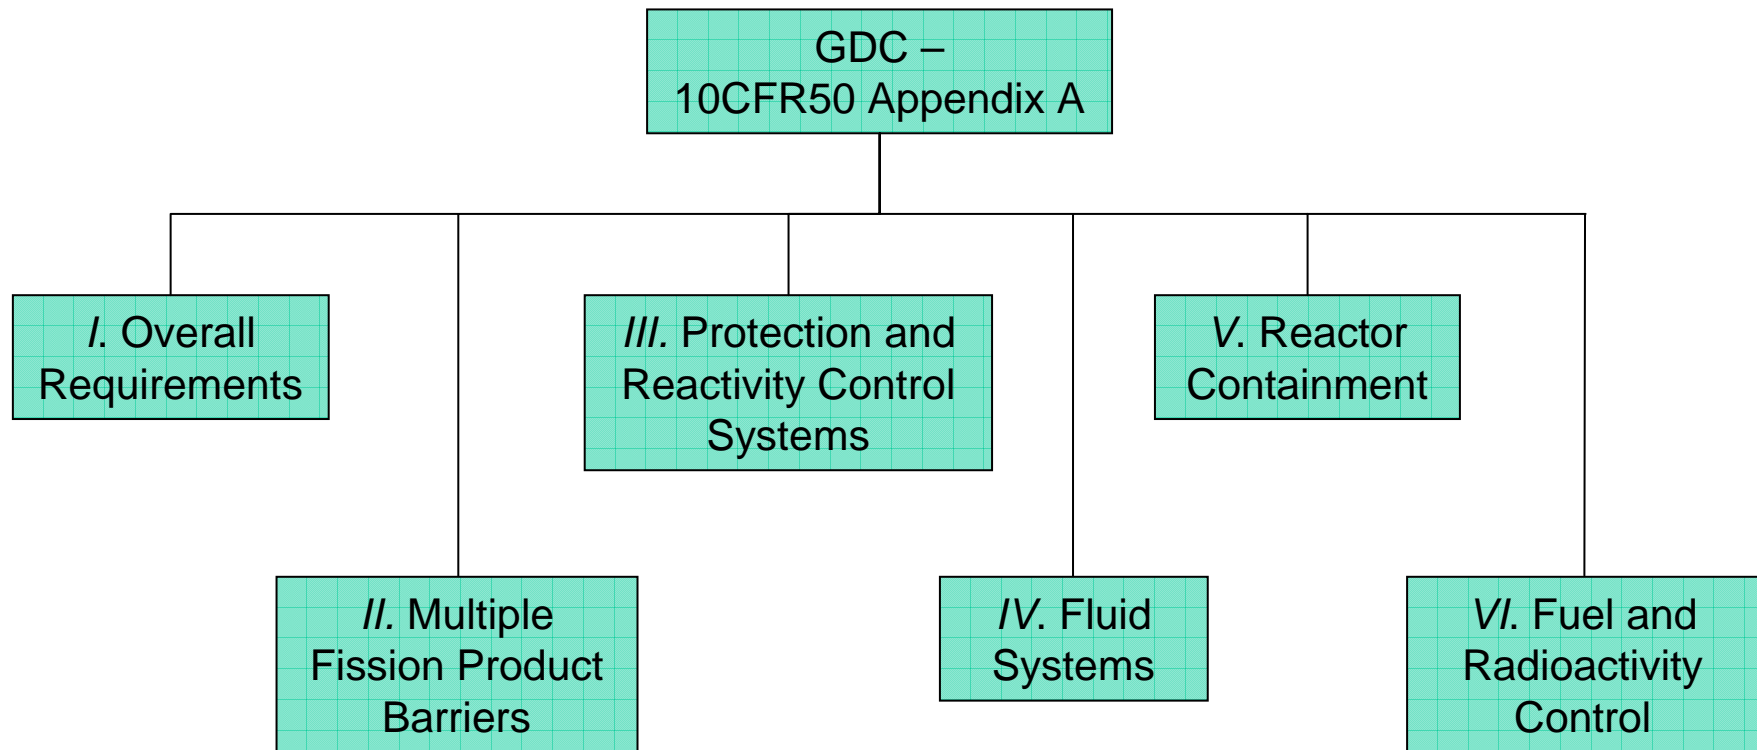 GDC –
10CFR50 Appendix A
I. Overall
Requirements
II. Multiple
Fission Product
Barriers
III. Protection and
Reactivity Control
Systems
IV. Fluid
Systems
V. Reactor
Containment
VI. Fuel and
Radioactivity
Control